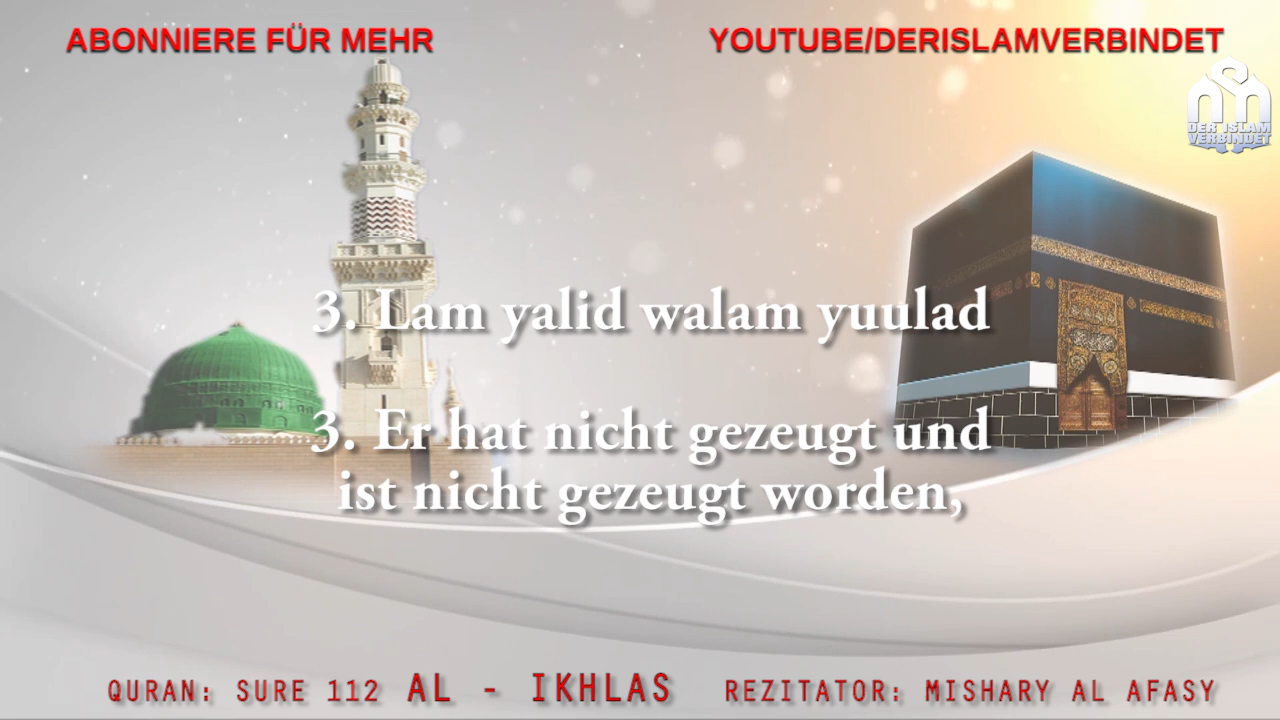 ABONNIERE FÜR MEHR
YOUTUBE/DERISLAMVERBINDET
DER ISLAM
VERBINDET
3. Lam yalid walam yuulad
3. Er hat nicht gezeugt und
ist nicht gezeugt worden,
QURAN: SURE 112 AL - IKHLAS REZITATOR: MISHARY AL AFASY